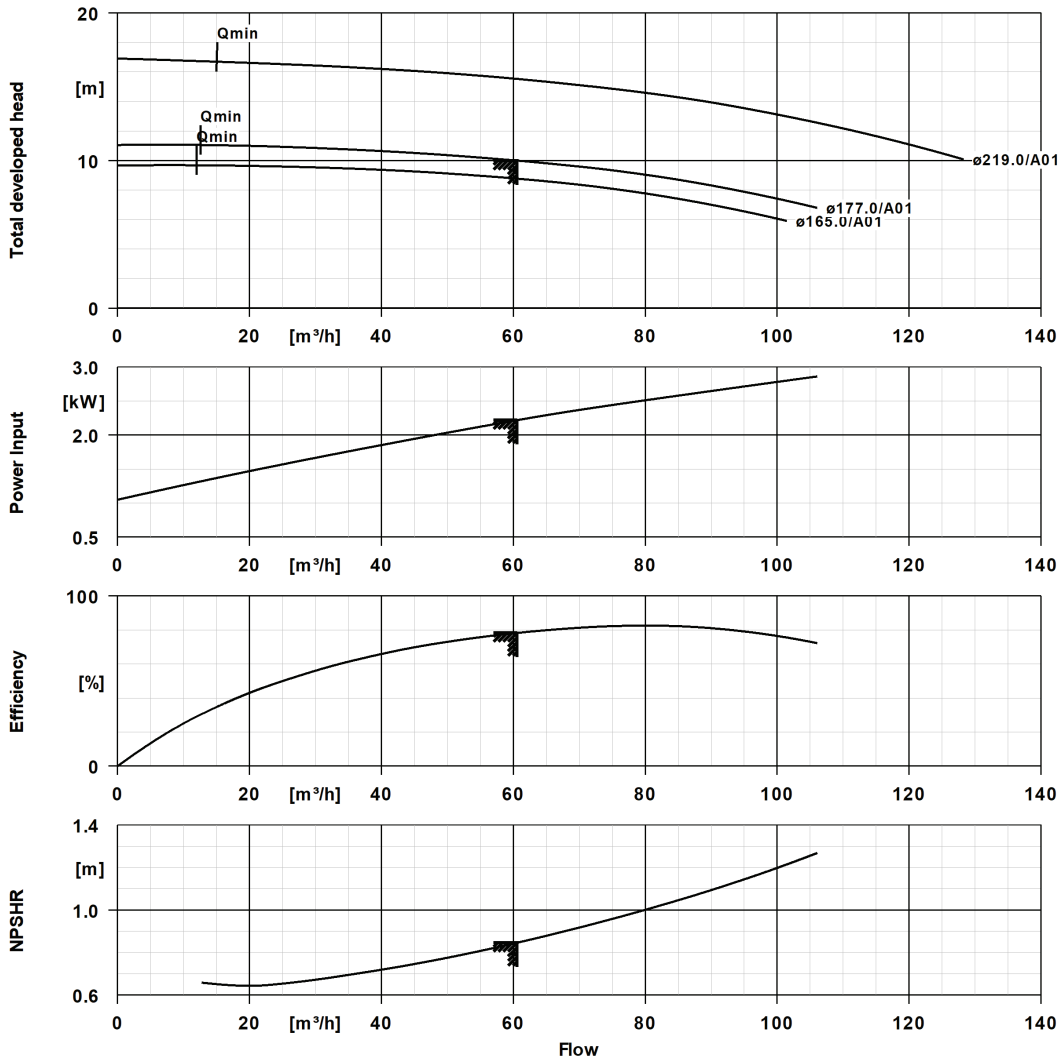 20
Qmin
[m]
Qmin
Qmin
Total developed head
10
ø219.0/A01
ø177.0/A01
ø165.0/A01
0
0 20 [m³/h] 40 60 80 100 120 140
3.0
[kW]
Power Input
2.0
0.5
0 20 [m³/h] 40 60 80 100 120 140
100
Efficiency
[%]
0
0 20 [m³/h] 40 60 80 100 120 140
1.4
[m]
NPSHR
1.0
0.6
0 20 [m³/h] 40 60 80 100 120 140
Flow